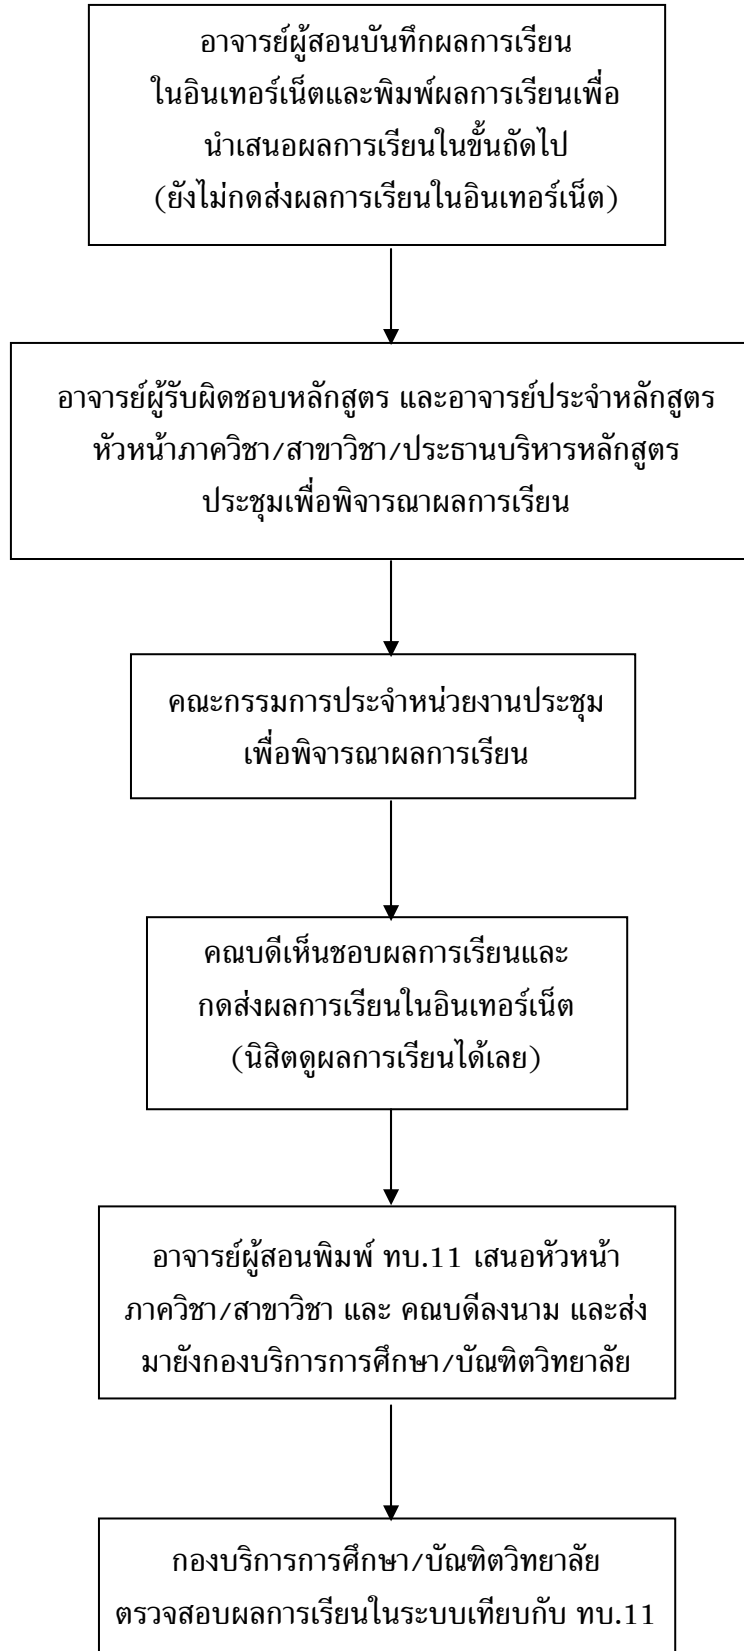 อาจารย์ผู้สอนบันทึกผลการเรียน
ในอินเทอร์เน็ตและพิมพ์ผลการเรียนเพื่อ
นำเสนอผลการเรียนในขั้นถัดไป
(ยังไม่กดส่งผลการเรียนในอินเทอร์เน็ต)
อาจารย์ผู้รับผิดชอบหลักสูตร และอาจารย์ประจำหลักสูตร
หัวหน้าภาควิชา/สาขาวิชา/ประธานบริหารหลักสูตร
ประชุมเพื่อพิจารณาผลการเรียน
คณะกรรมการประจำหน่วยงานประชุม
เพื่อพิจารณาผลการเรียน
คณบดีเห็นชอบผลการเรียนและ
กดส่งผลการเรียนในอินเทอร์เน็ต
(นิสิตดูผลการเรียนได้เลย)
อาจารย์ผู้สอนพิมพ์ ทบ.11 เสนอหัวหน้า
ภาควิชา/สาขาวิชา และ คณบดีลงนาม และส่ง
มายังกองบริการการศึกษา/บัณฑิตวิทยาลัย
กองบริการการศึกษา/บัณฑิตวิทยาลัย
ตรวจสอบผลการเรียนในระบบเทียบกับ ทบ.11